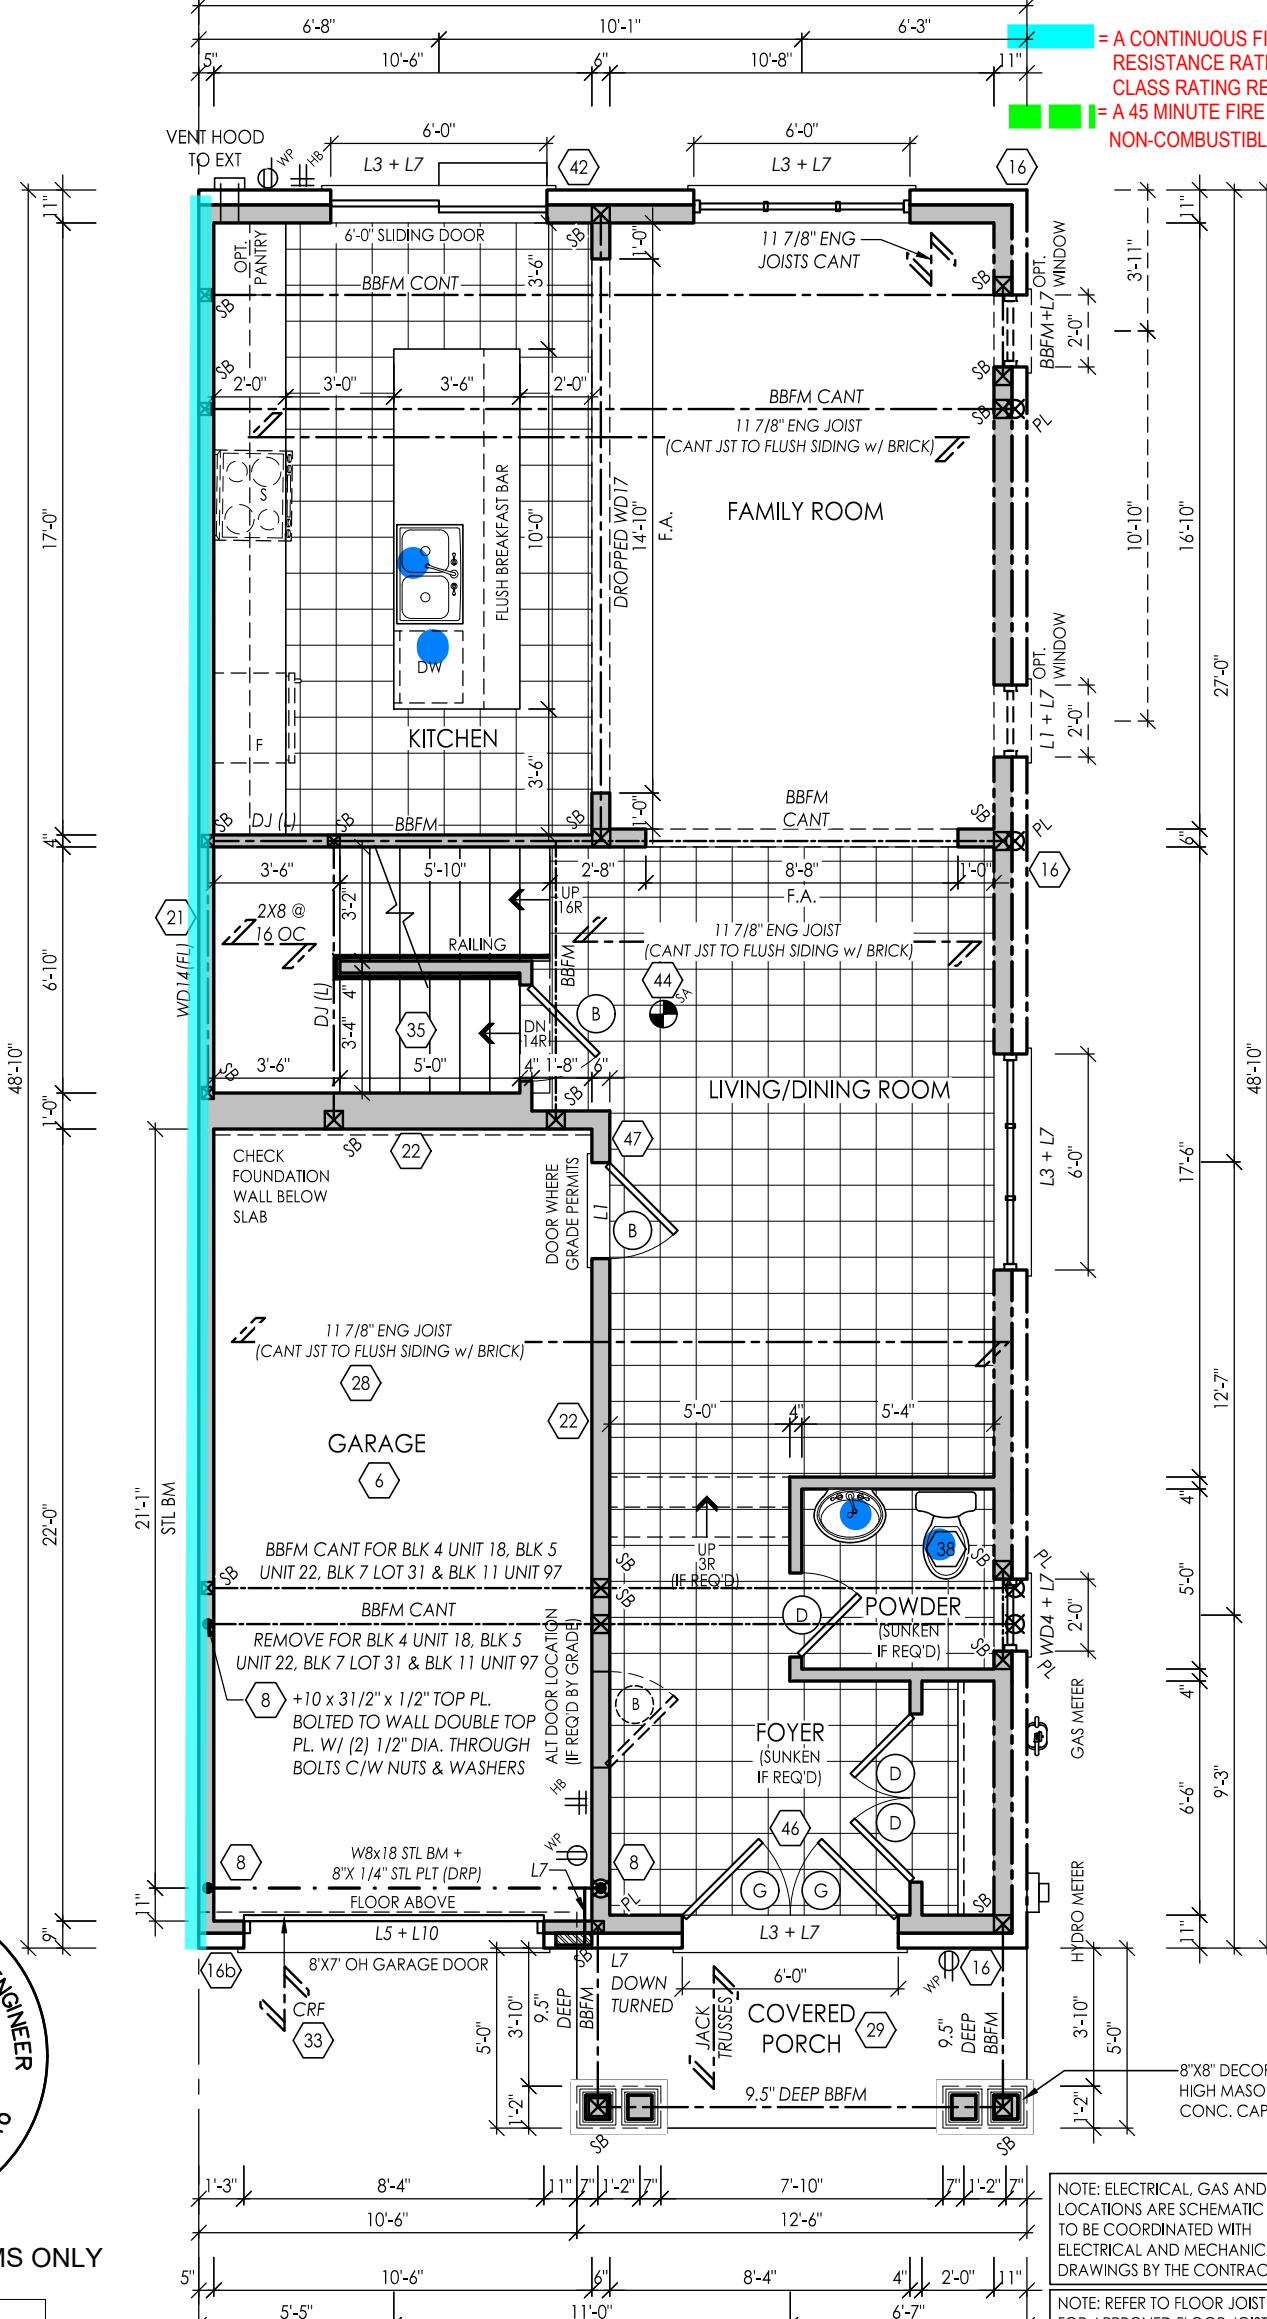 6'-8" 10'-1" 6'-3"
5" 10'-6" 6" 10'-8" 11"
= A CONTINUOUS FI
RESISTANCE RATI
CLASS RATING RE
= A 45 MINUTE FIRE
NON-COMBUSTIBL
VENT HOOD
TO EXT
WP
HB
6'-0"
L3 + L7
42
6'-0"
L3 + L7
16
11"
11"
6'-0" SLIDING DOOR
OPT.
PANTRY
SB
1'-0"
11 7/8" ENG
JOISTS CANT
SB
OPT.
WINDOW
3'-11"
BBFM CONT
3'-6"
SB
BBFM+L7
2'-0"
SB
SB
2'-0" 3'-0" 3'-6" 2'-0"
BBFM CANT
SB
PL
11 7/8" ENG JOIST
(CANT JST TO FLUSH SIDING w/ BRICK)
S
FLUSH BREAKFAST BAR
10'-0"
DROPPED WD17
14'-10"
F.A.
FAMILY ROOM
17'-0"
10'-10"
16'-10"
DW
OPT.
WINDOW
L1 + L7
2'-0"
27'-0"
F
KITCHEN
3'-6"
1'-0"
BBFM
CANT
SB
PL
SB
DJ (L)
SB
BBFM
SB
4"
6"
3'-6" 5'-10" 2'-8" 8'-8" 1'-0"
16
F.A.
21
2X8 @
16 OC
3'-2"
UP
16R
RAILING
BBFM
11 7/8" ENG JOIST
(CANT JST TO FLUSH SIDING w/ BRICK)
WD14(FL)
6'-10"
DJ (L)
4"
3'-4"
35
DN
14R
B
44
SA
48'-10"
48'-10"
SB
3'-6" 5'-0" 4" 1'-8" 6"
SB
LIVING/DINING ROOM
1'-0"
SB
22
47
CHECK
FOUNDATION
WALL BELOW
SLAB
DOOR WHERE
GRADE PERMITS
L1
B
L3 + L7
6'-0"
17'-6"
11 7/8" ENG JOIST
(CANT JST TO FLUSH SIDING w/ BRICK)
28
22
12'-7"
5'-0" 4" 5'-4"
GARAGE
6
21'-1"
STL BM
22'-0"
4"
38
UP
3R
(IF REQ'D)
BBFM CANT FOR BLK 4 UNIT 18, BLK 5
UNIT 22, BLK 7 LOT 31 & BLK 11 UNIT 97
SB
SB
SB
SB
PL
5'-0"
BBFM CANT
D
POWDER
(SUNKEN
IF REQ'D)
WD4 + L7
2'-0"
SB
PL
REMOVE FOR BLK 4 UNIT 18, BLK 5
UNIT 22, BLK 7 LOT 31 & BLK 11 UNIT 97
8
+10 x 31/2" x 1/2" TOP PL.
BOLTED TO WALL DOUBLE TOP
PL. W/ (2) 1/2" DIA. THROUGH
BOLTS C/W NUTS & WASHERS
ALT DOOR LOCATION
(IF REQ'D BY GRADE)
B
4"
FOYER
(SUNKEN
IF REQ'D)
GAS METER
D
D
HB
46
6'-6"
9'-3"
WP
W8x18 STL BM +
8"X 1/4" STL PLT (DRP)
8
8
L7
G
G
FLOOR ABOVE
PL
SB
HYDRO METER
11"
9"
L5 + L10
L3 + L7
11"
16b
8'X7' OH GARAGE DOOR
SB
L7
DOWN
TURNED
6'-0"
WP
16
CRF
33
9.5"
DEEP
BBFM
3'-10"
5'-0"
JACK
TRUSSES
COVERED
PORCH
29
9.5"
DEEP
BBFM
3'-10"
5'-0"
NGINEER
1'-2"
9.5" DEEP BBFM
8"X8" DECOR
HIGH MASO
CONC. CAP
1'-2"
SB
SB
1'-3" 8'-4" 11" 7" 1'-2" 7" 7'-10" 7" 1'-2" 7"
10'-6" 12'-6"
NOTE: ELECTRICAL, GAS AND
LOCATIONS ARE SCHEMATIC
TO BE COORDINATED WITH
ELECTRICAL AND MECHANIC
DRAWINGS BY THE CONTRAC
MS ONLY
5" 10'-6" 6" 8'-4" 4" 2'-0" 11"
NOTE: REFER TO FLOOR JOIST
5'-5" 11'-0" 6'-7"